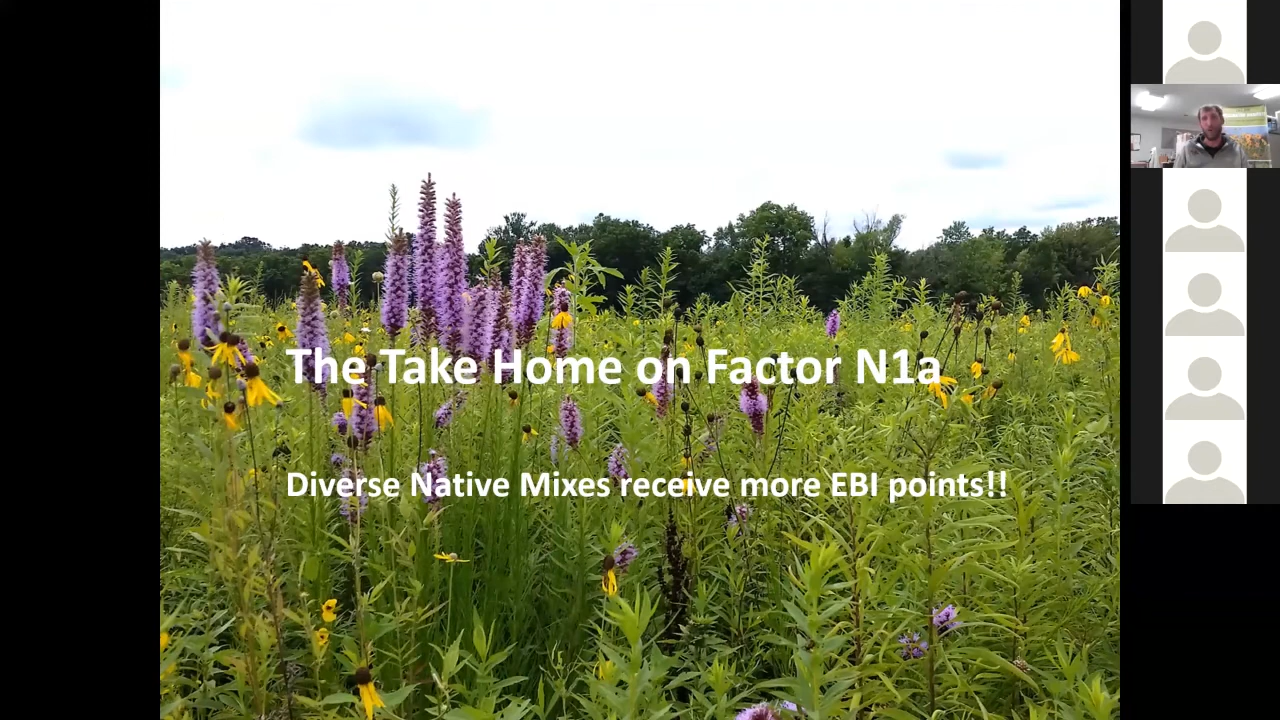 The Take Home on Factor N1a
Diverse Native Mixes receive more EBI points!!